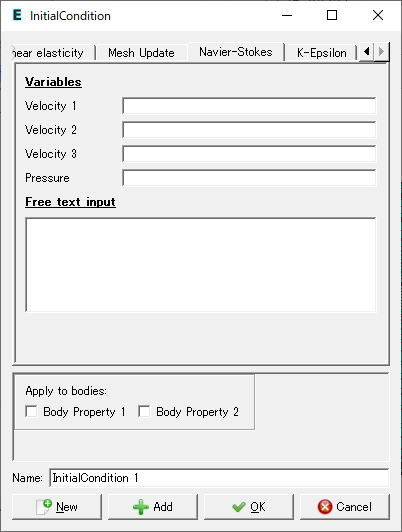 E InitialCondition
near elasticity Mesh Update Navier-Stokes K-Epsilon
Variables
Velocity 1
Velocity 2
Velocity 3
Pressure
Free text input
Apply to bodies:
Body Property 1 Body Property 2
Name: InitialCondition 1
New Add OK Cancel